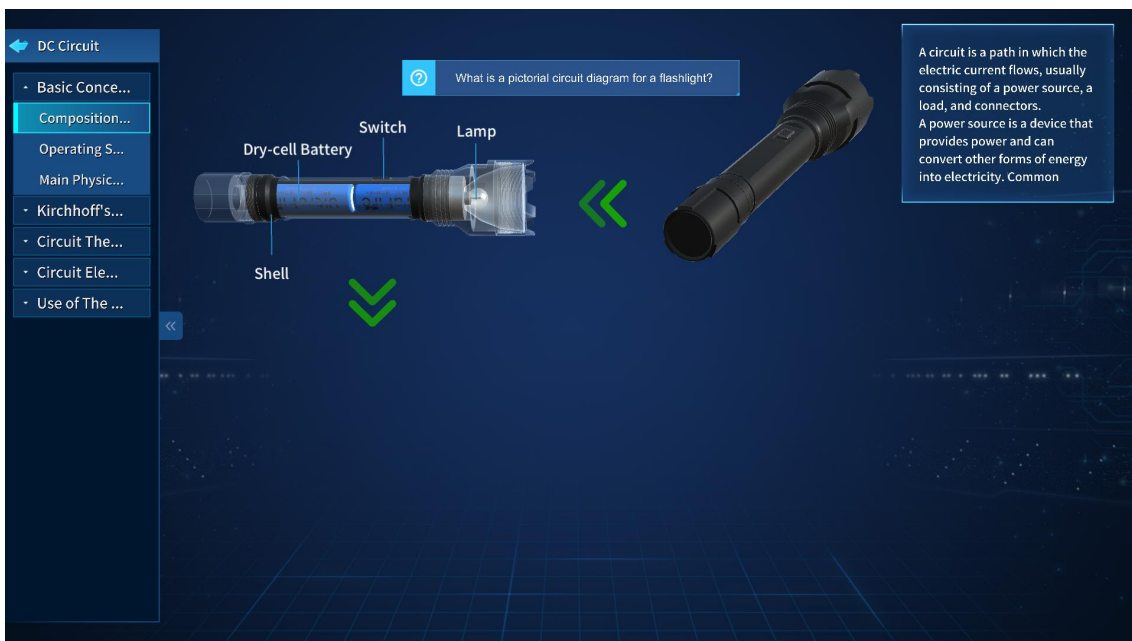 DC Circuit
Basic Conce...
Composition...
Operating S...
Main Physic...
Kirchhoff's...
Circuit The...
Circuit Ele...
Use of The ...
What is a pictorial circuit diagram for a flashlight?
Switch
Lamp
Dry-cell Battery
Shell
A circuit is a path in which the
electric current flows, usually
consisting of a power source, a
load, and connectors.
A power source is a device that
provides power and can
convert other forms of energy
into electricity. Common